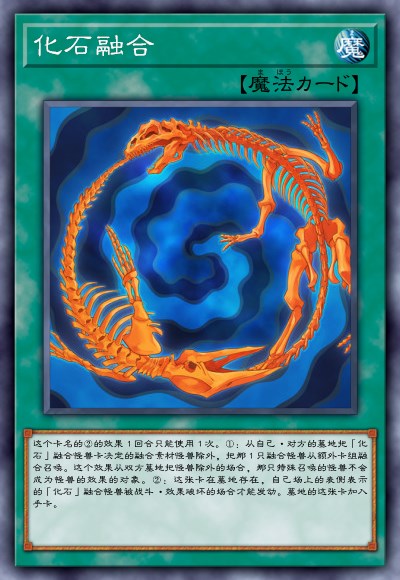 化石融合
魔
【魔法カード】
まほう
这个卡名的②的效果1回合只能使用1次。①：从自己·对方的墓地把「化
石」融合怪兽卡决定的融合素材怪兽除外，把那1只融合怪兽从额外卡组融
合召唤。这个效果从双方墓地把怪兽除外的场合，那只特殊召唤的怪兽不会
成为怪兽的效果的对象。②：这张卡在墓地存在，自己场上的表侧表示
的「化石」融合怪兽被战斗·效果破坏的场合才能发动。墓地的这张卡加入
手卡。